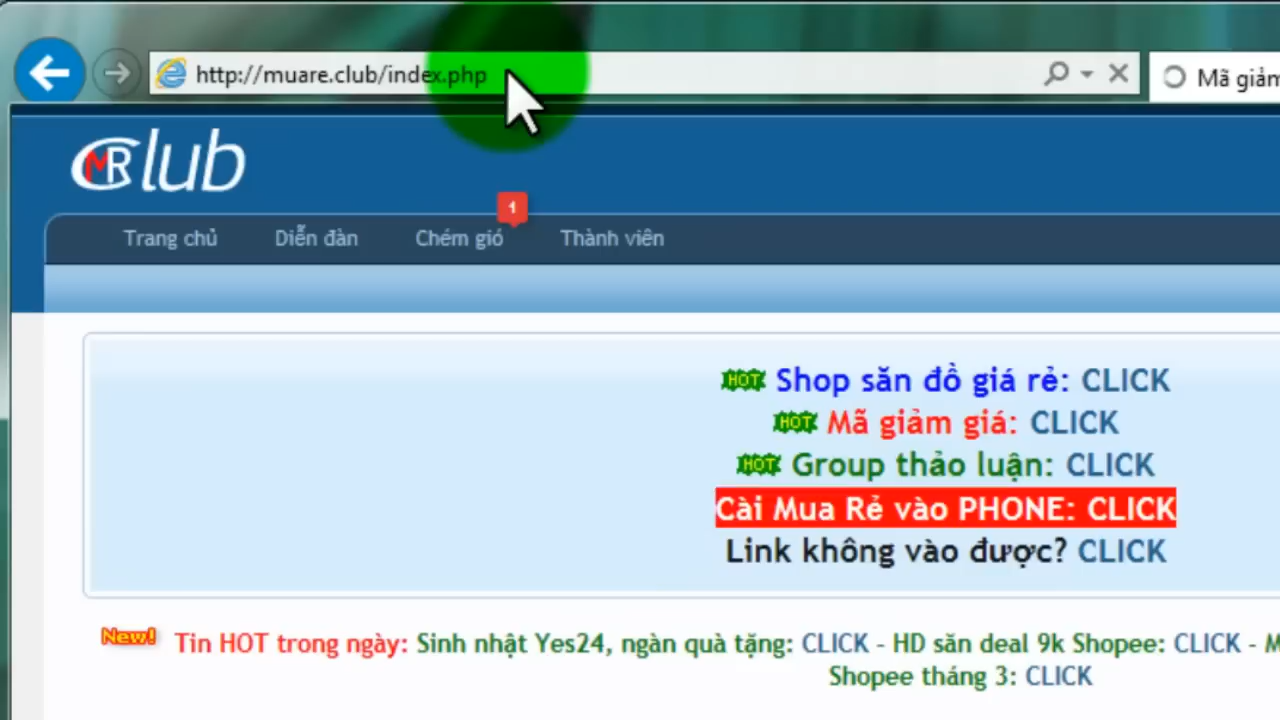 http://muare.club/index.php
Mã giảm
MRClub
1
Trang chủ Diễn đàn Chém gió Thành viên
HOT Shop săn đồ giá rẻ: CLICK
HOT Mã giảm giá: CLICK
HOT Group thảo luận: CLICK
Cài Mua Rẻ vào PHONE: CLICK
Link không vào được? CLICK
New! Tin HOT trong ngày: Sinh nhật Yes24, ngàn quà tặng: CLICK - HD săn deal 9k Shopee: CLICK - M
Shopee tháng 3: CLICK